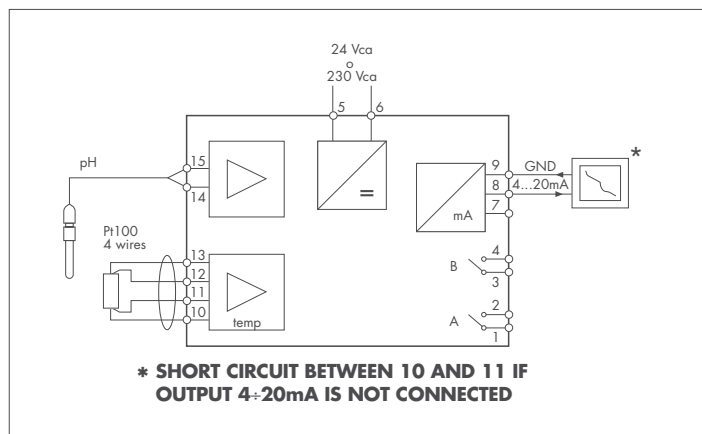 24 Vca
o
230 Vca
5
6
pH
15
14
9
GND
8
4...20mA
7
mA
*
Pt100
4 wires
13
12
11
10
temp
=
B
4
3
A
2
1
* SHORT CIRCUIT BETWEEN 10 AND 11 IF
OUTPUT 4÷20mA IS NOT CONNECTED